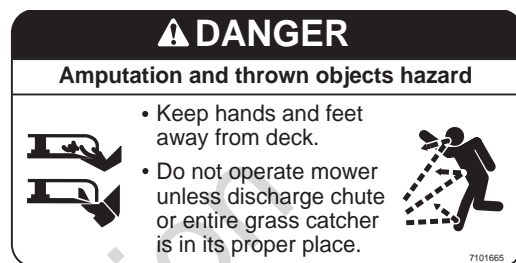 DANGER
Amputation and thrown objects hazard
• Keep hands and feet
away from deck.
• Do not operate mower
unless discharge chute
or entire grass catcher
is in its proper place.
7101665